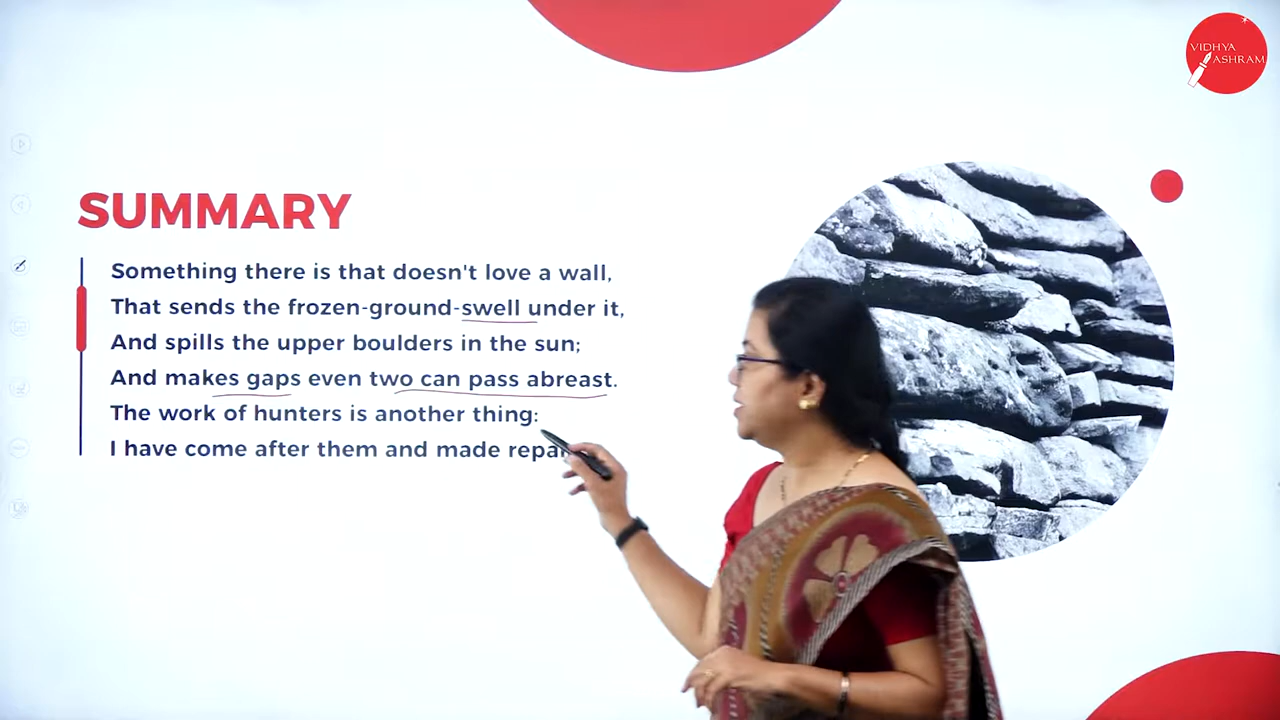 VIDHYA
ASHRAM
SUMMARY
Something there is that doesn't love a wall,
That sends the frozen-ground-swell under it,
And spills the upper boulders in the sun;
And makes gaps even two can pass abreast.
The work of hunters is another thing:
I have come after them and made